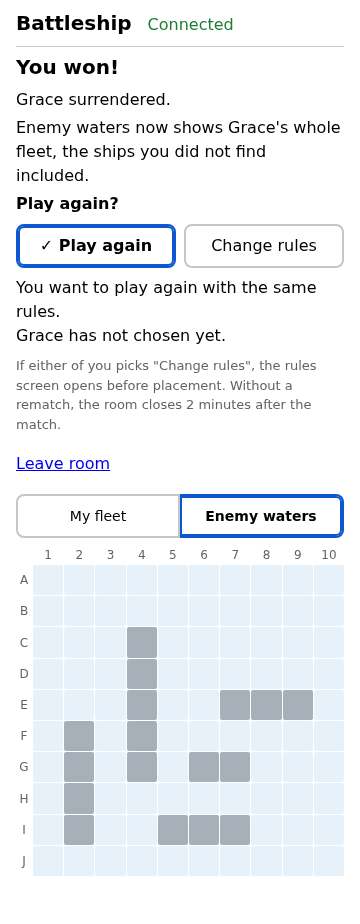 Battleship Connected
You won!
Grace surrendered.
Enemy waters now shows Grace's whole
fleet, the ships you did not find
included.
Play again?
✓ Play again Change rules
You want to play again with the same
rules.
Grace has not chosen yet.
If either of you picks "Change rules", the rules
screen opens before placement. Without a
rematch, the room closes 2 minutes after the
match.
Leave room
My fleet Enemy waters
1 2 3 4 5 6 7 8 9 10
A
B
C
D
E
F
G
H
I
J